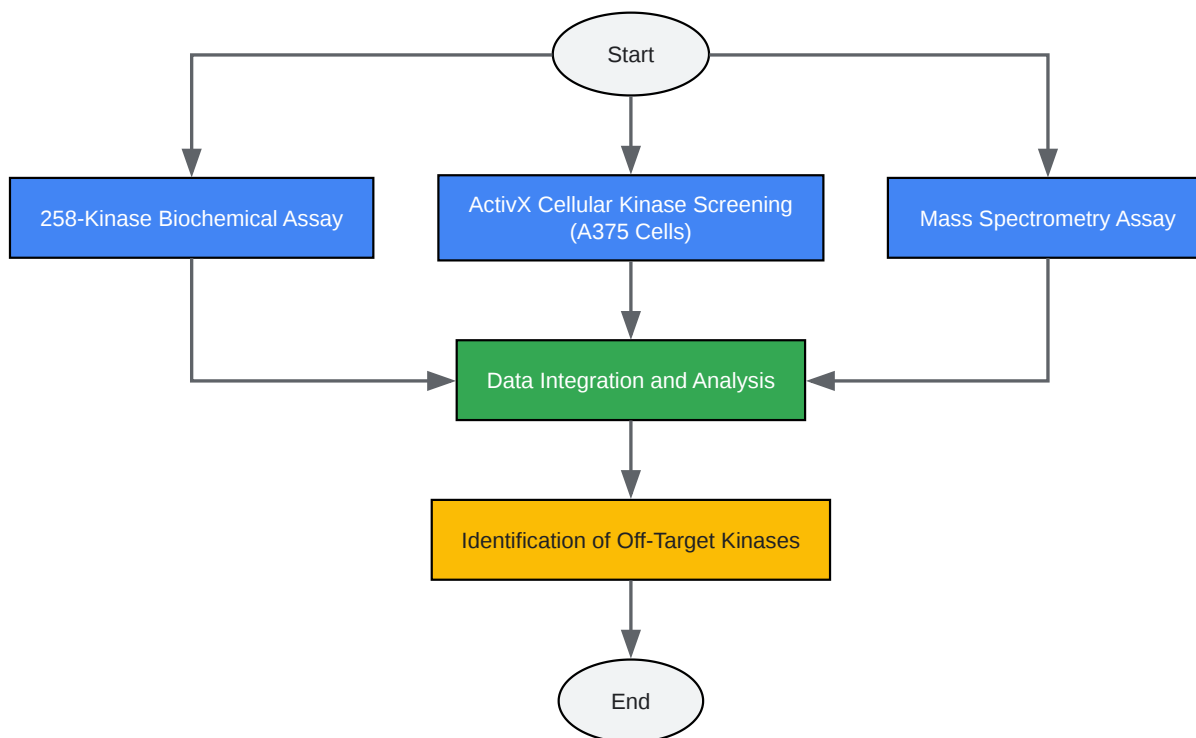 Start
258-Kinase Biochemical Assay
ActivX Cellular Kinase Screening
(A375 Cells)
Mass Spectrometry Assay
Data Integration and Analysis
Identification of Off-Target Kinases
End